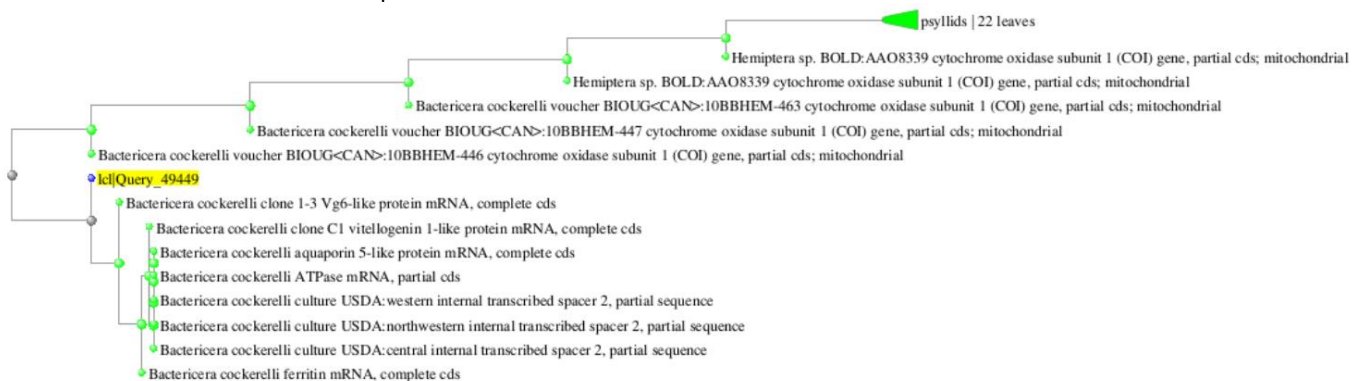 psyllids | 22 leaves
Hemiptera sp. BOLD:AAO8339 cytochrome oxidase subunit 1 (COI) gene, partial cds; mitochondrial
Hemiptera sp. BOLD:AAO8339 cytochrome oxidase subunit 1 (COI) gene, partial cds; mitochondrial
Bactericera cockerelli voucher BIOUG<CAN>:10BBHEM-463 cytochrome oxidase subunit 1 (COI) gene, partial cds; mitochondrial
Bactericera cockerelli voucher BIOUG<CAN>:10BBHEM-447 cytochrome oxidase subunit 1 (COI) gene, partial cds; mitochondrial
Bactericera cockerelli voucher BIOUG<CAN>:10BBHEM-446 cytochrome oxidase subunit 1 (COI) gene, partial cds; mitochondrial
lcl|Query_49449
Bactericera cockerelli clone 1-3 Vg6-like protein mRNA, complete cds
Bactericera cockerelli clone C1 vitellogenin 1-like protein mRNA, complete cds
Bactericera cockerelli aquaporin 5-like protein mRNA, complete cds
Bactericera cockerelli ATPase mRNA, partial cds
Bactericera cockerelli culture USDA:western internal transcribed spacer 2, partial sequence
Bactericera cockerelli culture USDA:northwestern internal transcribed spacer 2, partial sequence
Bactericera cockerelli culture USDA:central internal transcribed spacer 2, partial sequence
Bactericera cockerelli ferritin mRNA, complete cds